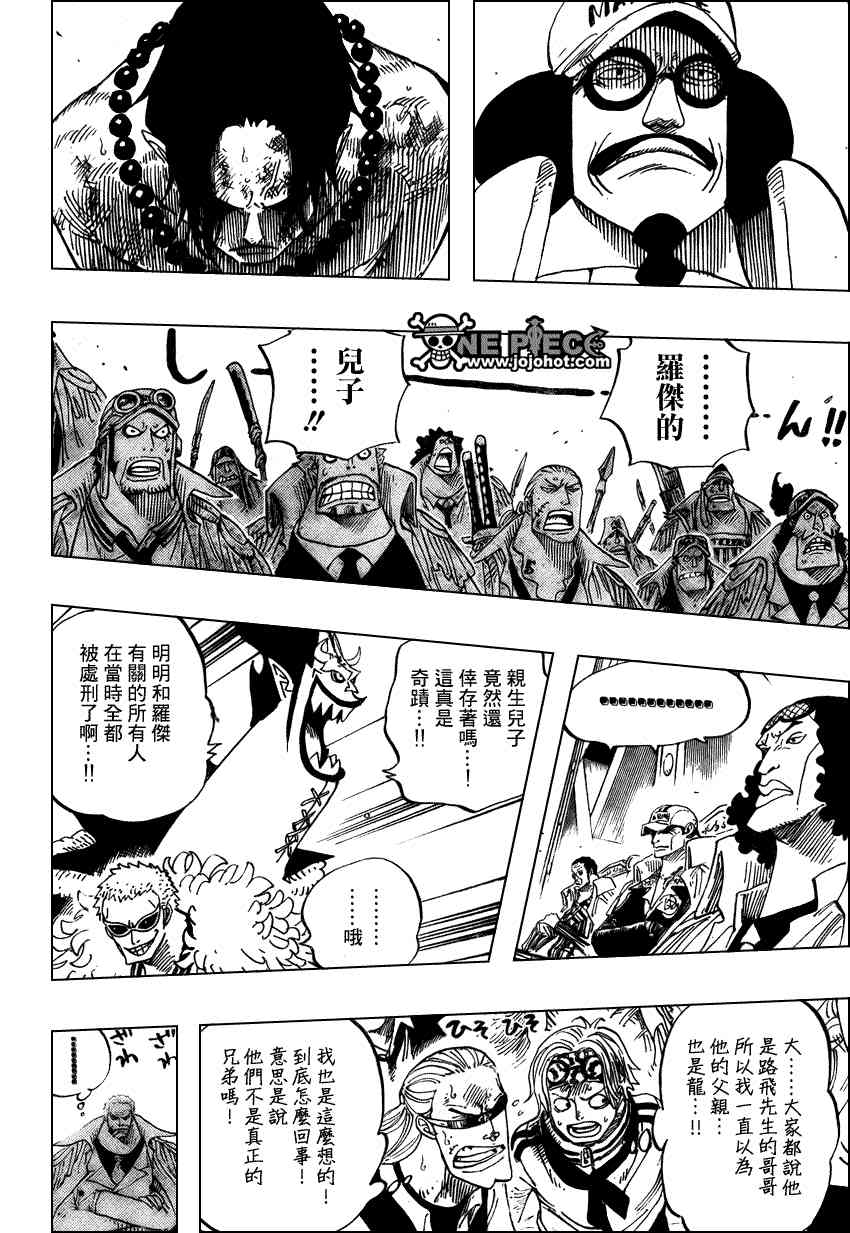 MARINE
ONE PIECE
www.jojohot.com
羅傑的
……
ん!!
しーー
兒子
……!!
……………
親生兒子
竟然還
倖存著嗎…!
這真是
奇蹟…!!
明明和羅傑
有關的所有人
在當時全都
被處刑了啊…!!
………
……哦
大……大家都說他
是路飛先生的哥哥
所以我一直以為
他的父親…
也是龍…!!
ひそ ひそ
我也是這麼想的!
到底怎麼回事!
意思是說
他們不是真正的
兄弟嗎!
ざわ
ざわ
………